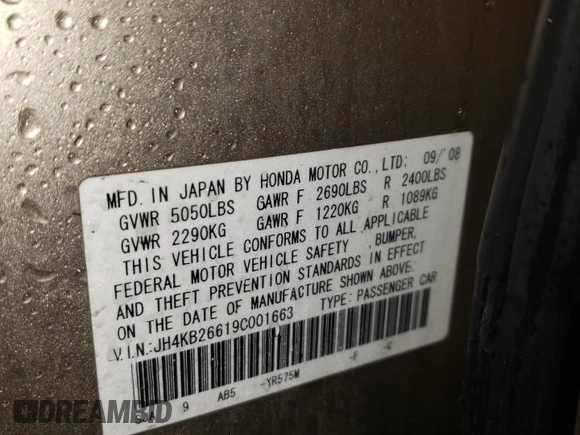 MFD. IN JAPAN BY HONDA MOTOR CO.,LTD: 09/'08
GVWR 5050LBS GAWR F 2690LBS R 2400LBS
GVWR 2290KG GAWR F 1220KG R 1089KG
THIS VEHICLE CONFORMS TO ALL APPLICABLE
FEDERAL MOTOR VEHICLE SAFETY ,BUMPER,
AND THEFT PREVENTION STANDARDS IN EFFECT
ON THE DATE OF MANUFACTURE SHOWN ABOVE.
V.I.N:JH4KB26619C001663 TYPE: PASSENGER CAR
9 AB5 -YR575M -F -G
DREAMBID